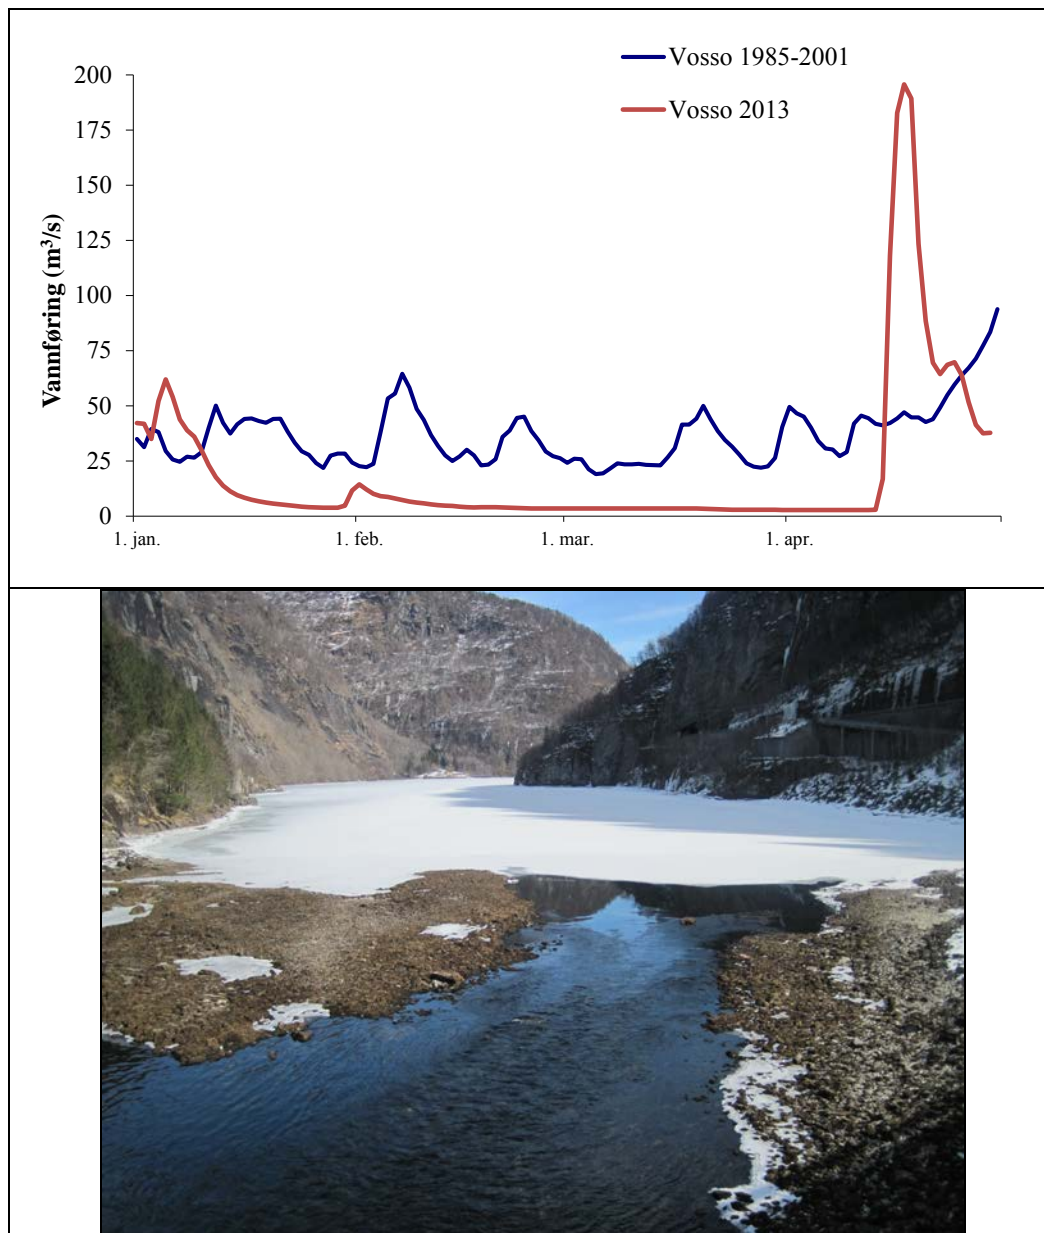 Vosso 1985-2001
Vosso 2013
Vannføring (m³/s)
200
175
150
125
100
75
50
25
0
1. jan.
1. feb.
1. mar.
1. apr.